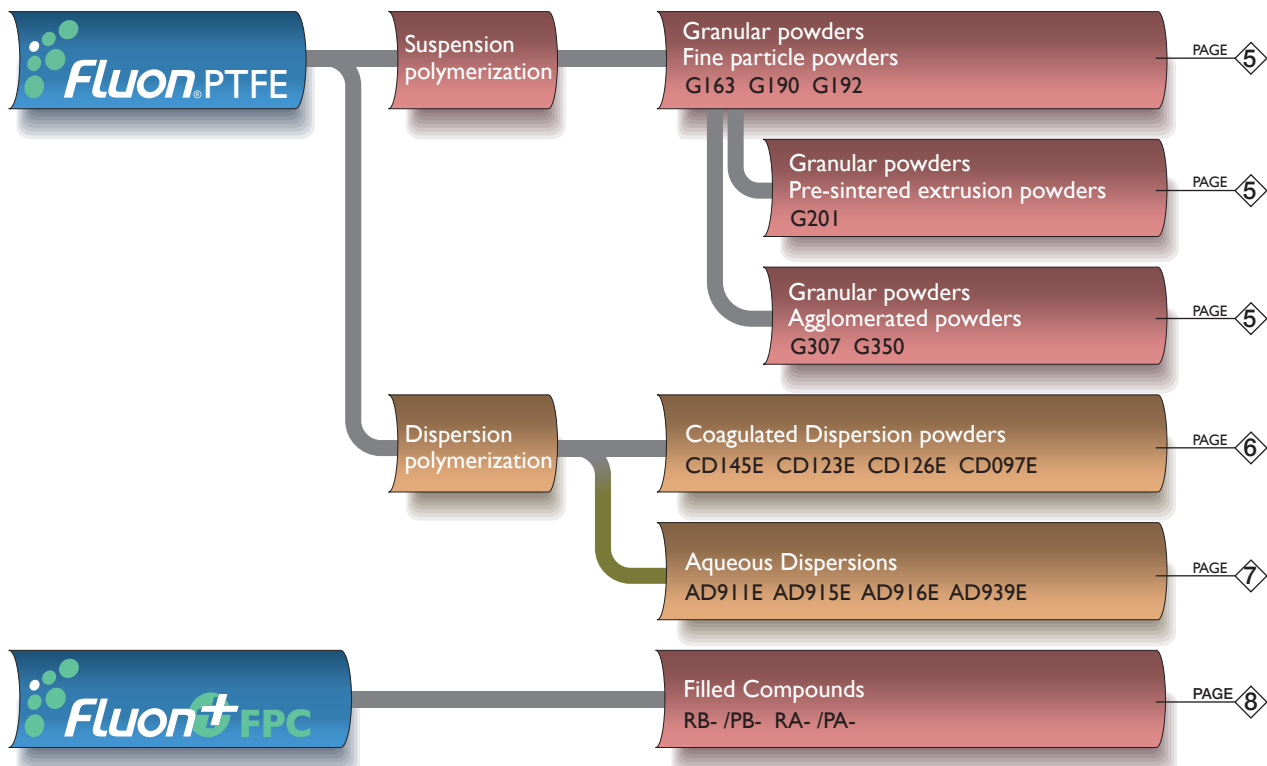 Fluon® PTFE
Suspension
polymerization
Granular powders
Fine particle powders
G163 G190 G192
PAGE 5
Granular powders
Pre-sintered extrusion powders
G201
PAGE 5
Granular powders
Agglomerated powders
G307 G350
PAGE 5
Dispersion
polymerization
Coagulated Dispersion powders
CD145E CD123E CD126E CD097E
PAGE 6
Aqueous Dispersions
AD911E AD915E AD916E AD939E
PAGE 7
Fluon+ FPC
Filled Compounds
RB- /PB- RA- /PA-
PAGE 8